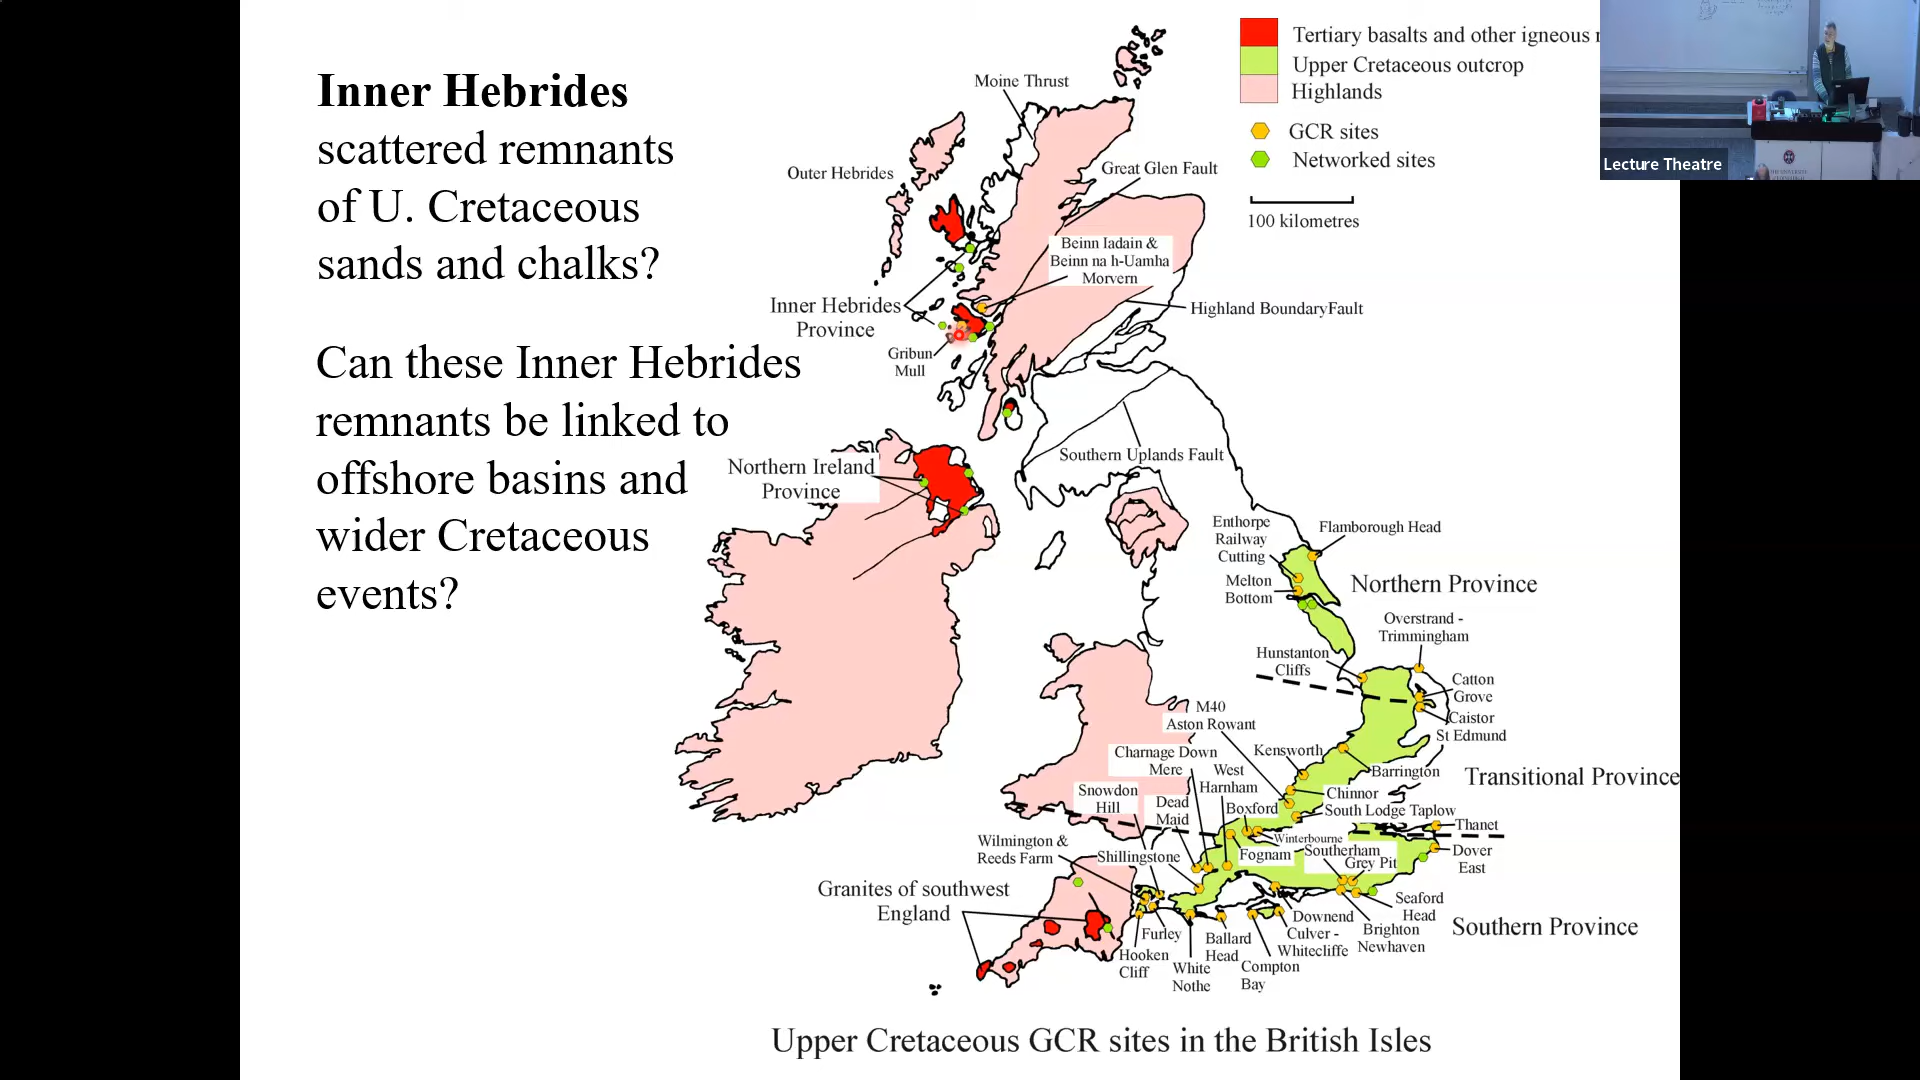 Inner Hebrides
scattered remnants
of U. Cretaceous
sands and chalks?
Can these Inner Hebrides
remnants be linked to
offshore basins and
wider Cretaceous
events?
Tertiary basalts and other igneous r
Upper Cretaceous outcrop
Highlands
GCR sites
Networked sites
100 kilometres
Lecture Theatre
Moine Thrust
Outer Hebrides
Great Glen Fault
Beinn Iadain &
Beinn na h-Uamha
Morvern
Inner Hebrides
Province
Highland BoundaryFault
Gribun
Mull
Northern Ireland
Province
Southern Uplands Fault
Enthorpe
Railway
Cutting
Flamborough Head
Melton
Bottom
Northern Province
Overstrand -
Trimmingham
Hunstanton
Cliffs
Catton
Grove
Caistor
St Edmund
M40
Aston Rowant
Charnage Down
Mere
Kensworth
West
Harnham
Barrington
Transitional Province
Snowdon
Hill
Dead
Maid
Boxford
Chinnor
South Lodge Taplow
Thanet
Wilmington &
Reeds Farm
Shillingstone
Fognam
Winterbourne
Southerham
Grey Pit
Dover
East
Granites of southwest
England
Seaford
Head
Furley
Hooken
Cliff
White
Nothe
Ballard
Head
Compton
Bay
Downend
Culver -
Whitecliffe
Brighton
Newhaven
Southern Province
Upper Cretaceous GCR sites in the British Isles